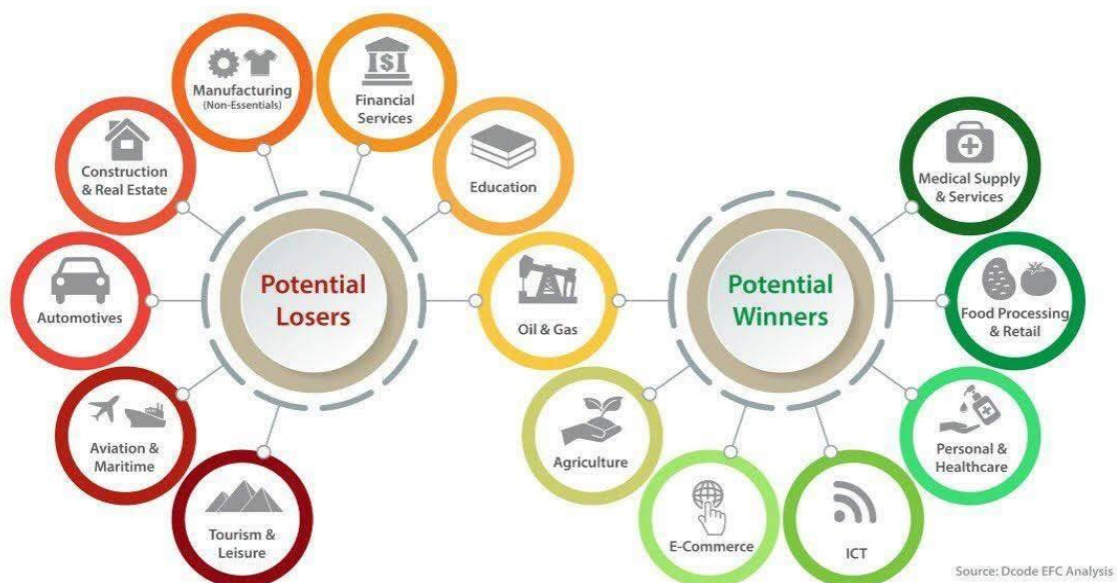 Potential
Losers
Manufacturing
(Non-Essentials)
Financial
Services
Construction
& Real Estate
Education
Automotives
Oil & Gas
Aviation &
Maritime
Tourism &
Leisure
Potential
Winners
Medical Supply
& Services
Food Processing
& Retail
Personal &
Healthcare
Agriculture
E-Commerce
ICT
Source: Dcode EFC Analysis